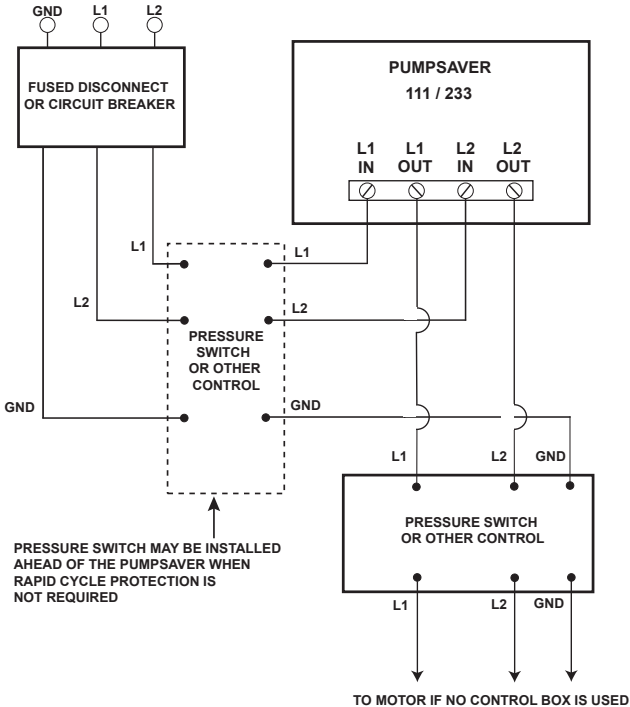 GND L1 L2
FUSED DISCONNECT
OR CIRCUIT BREAKER
PUMPSAVER
111 / 233
L1 L1 L2 L2
IN OUT IN OUT
L1
L1
L2
L2
PRESSURE
SWITCH
OR OTHER
CONTROL
GND
GND
L1 L2 GND
PRESSURE SWITCH
OR OTHER CONTROL
PRESSURE SWITCH MAY BE INSTALLED
AHEAD OF THE PUMPSAVER WHEN
RAPID CYCLE PROTECTION IS
NOT REQUIRED
L1 L2 GND
TO MOTOR IF NO CONTROL BOX IS USED